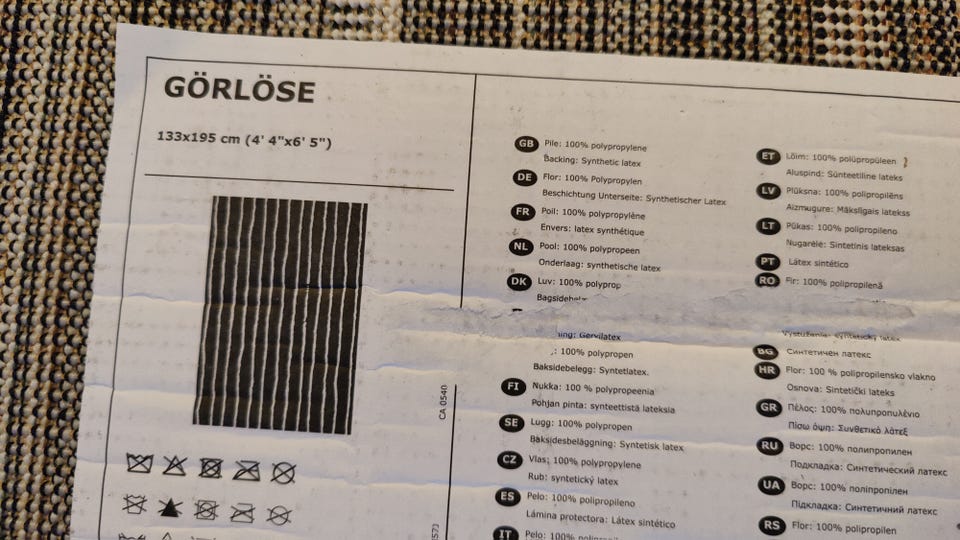 GÖRLÖSE
133x195 cm (4' 4"x6' 5")
CA 0540
GB Pile: 100% polypropylene
Backing: Synthetic latex
DE Flor: 100% Polypropylen
Beschichtung Unterseite: Synthetischer Latex
FR Poil: 100% polypropylène
Envers: latex synthétique
NL Pool: 100% polypropeen
Onderlaag: synthetische latex
DK Luv: 100% polyprop
: 100% polypropen
Baksidebelegg: Syntetlatex.
FI Nukka: 100 % polypropeenia
Pohjan pinta: synteettistä lateksia
SE Lugg: 100% polypropen
Baksidesbeläggning: Syntetisk latex
CZ Vlas: 100% polypropylene
Rub: syntetický latex
ES Pelo: 100% polipropileno
Lámina protectora: Látex sintético
IT Pelo: 100% polipropilene
ET Lõim: 100% polüpropüleen
Aluspind: Sünteetiline lateks
LV Plūksna: 100% polipropilēns
Aizmugure: Mākslīgais latekss
LT Pūkas: 100% polipropileno
Nugarėlė: Sintetinis lateksas
PT Látex sintético
RO Fir: 100% polipropilenă
BG Синтетичен латекс
HR Flor: 100 % polipropilensko vlakno
Osnova: Sintetički lateks
GR Πέλος: 100% πολυπροπυλένιο
Πίσω όψη: Συνθετικό λάτεξ
RU Ворс: 100% полипропилен
Подкладка: Синтетический латекс
UA Ворс: 100% поліпропілен
Підкладка: Синтетичний латекс
RS Flor: 100% polipropilen